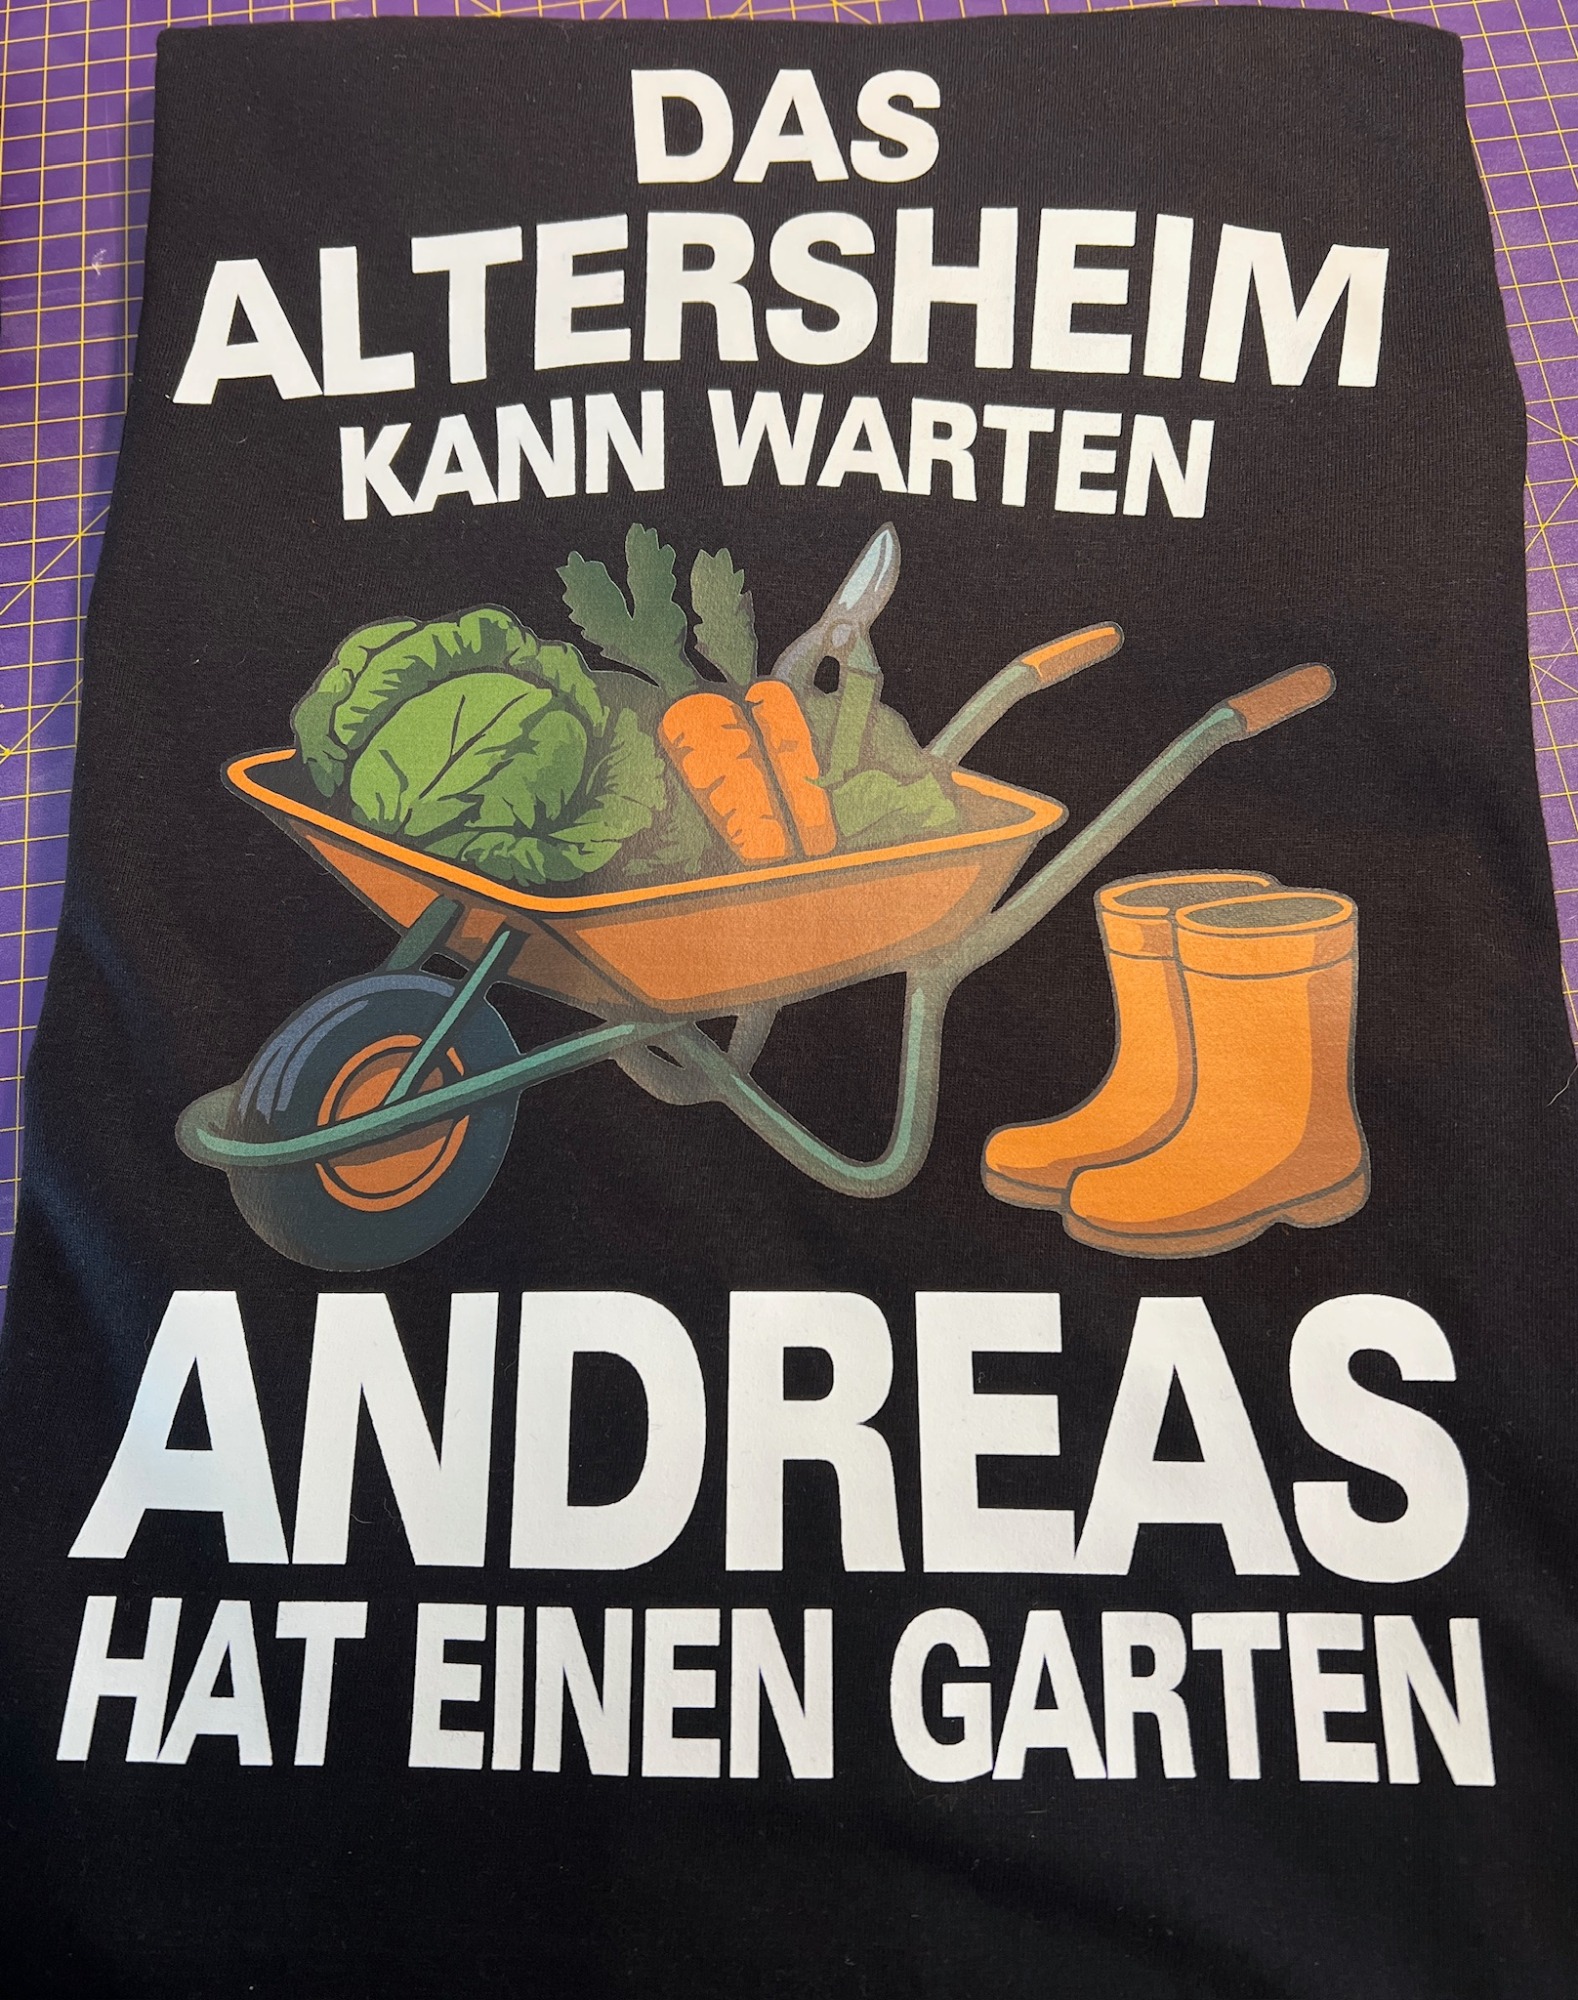 DAS
ALTERSHEIM
KANN WARTEN
ANDREAS
HAT EINEN GARTEN